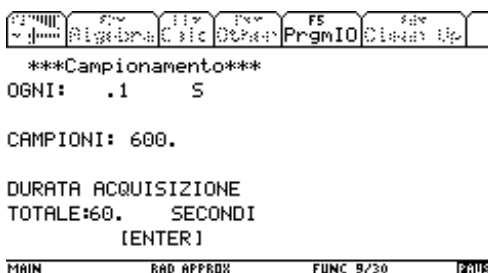 Algebra Calc Other F5 PrgmIO Clean Up
***Campionamento***
OGNI: .1 S
CAMPIONI: 600.
DURATA ACQUISIZIONE
TOTALE:60. SECONDI
[ENTER]
MAIN RAD APPROX FUNC 9/30 PAUSE